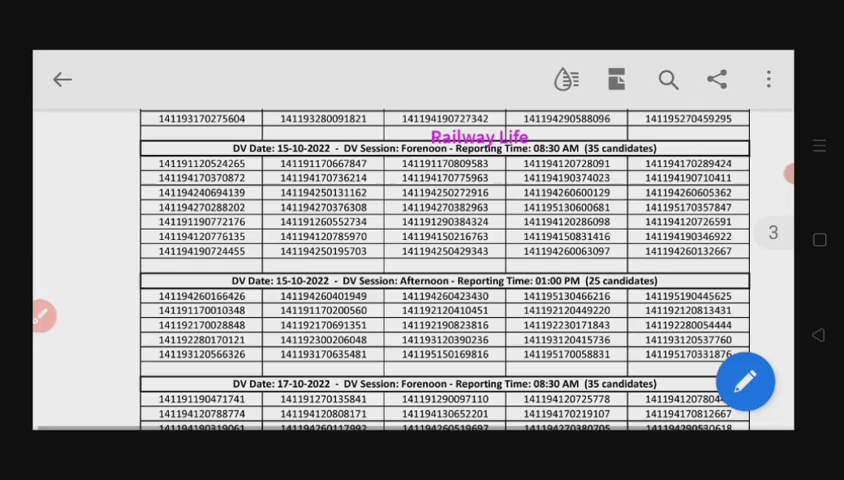 141193170275604 141193280091821 141194190727342 141194290588096 141195270459295
Railway Life
DV Date: 15-10-2022 - DV Session: Forenoon - Reporting Time: 08:30 AM (35 candidates)
141191120524265 141191170667847 141191170809583 141194120728091 141194170289424
141194170370872 141194170736214 141194170775963 141194190374023 141194190710411
141194240694139 141194250131162 141194250272916 141194260600129 141194260605362
141194270288202 141194270376308 141194270382963 141195130600681 141195170357847
141191190772176 141191260552734 141191290384324 141194120286098 141194120726591
141194120776135 141194120785970 141194150216763 141194150831416 141194190346922
141194190724455 141194250195703 141194250429343 141194260063097 141194260132667
3
DV Date: 15-10-2022 - DV Session: Afternoon - Reporting Time: 01:00 PM (25 candidates)
141194260166426 141194260401949 141194260423430 141195130466216 141195190445625
141191170010348 141191170200560 141192120410451 141192120449220 141192120813431
141192170028848 141192170691351 141192190823816 141192230171843 141192280054444
141192280170121 141192300206048 141193120390236 141193120415736 141193120537760
141193120566326 141193170635481 141195150169816 141195170058831 141195170331876
DV Date: 17-10-2022 - DV Session: Forenoon - Reporting Time: 08:30 AM (35 candidates)
141191190471741 141191270135841 141191290097110 141194120725778
141194120788774 141194120808171 141194130652201 141194170219107 141194170812667
141194190319061 141194260117992 141194260519697 141194270380705 141194290530618